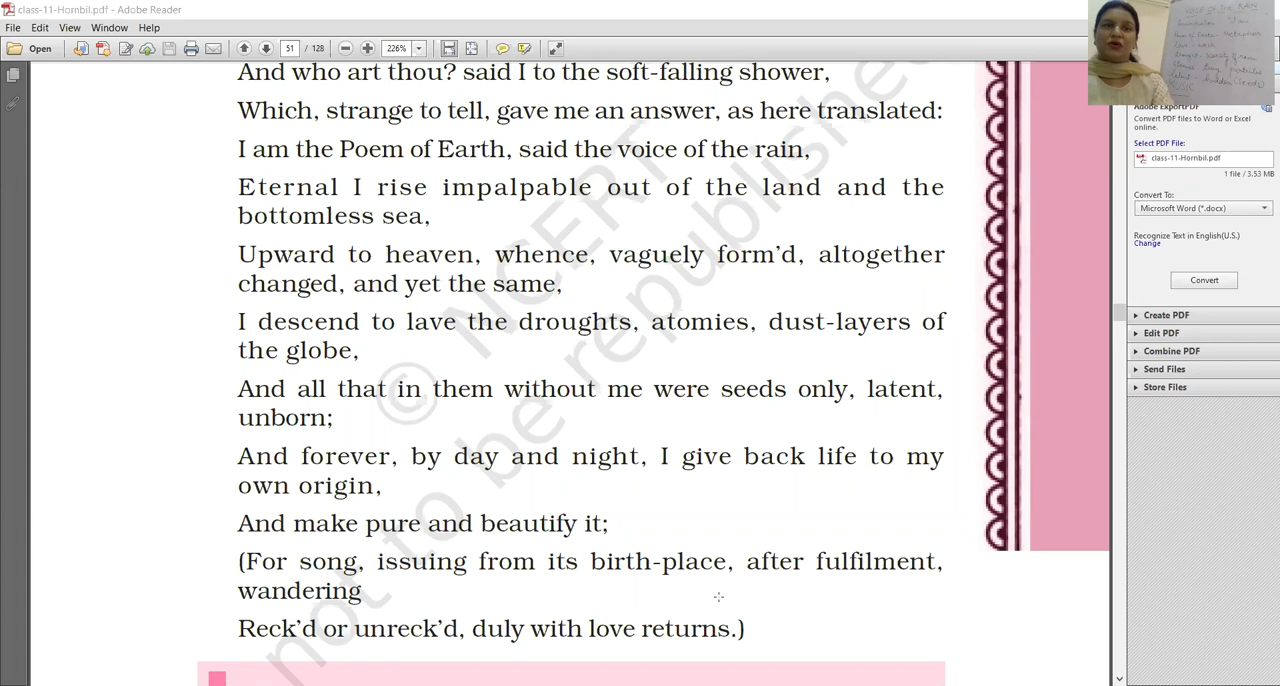 class-11-Hornbil.pdf - Adobe Reader
File Edit View Window Help
Open 51 / 128 226%
And who art thou? said I to the soft-falling shower,
Which, strange to tell, gave me an answer, as here translated:
I am the Poem of Earth, said the voice of the rain,
Eternal I rise impalpable out of the land and the
bottomless sea,
Upward to heaven, whence, vaguely form'd, altogether
changed, and yet the same,
I descend to lave the droughts, atomies, dust-layers of
the globe,
And all that in them without me were seeds only, latent,
unborn;
And forever, by day and night, I give back life to my
own origin,
And make pure and beautify it;
(For song, issuing from its birth-place, after fulfilment,
wandering
Reck'd or unreck'd, duly with love returns.)
© NCERT
not to be republished
Adobe ExportPDF
Convert PDF files to Word or Excel
online.
Select PDF File:
class-11-Hornbil.pdf
1 file / 3.53 MB
Convert To:
Microsoft Word (*.docx)
Recognize Text in English(U.S.)
Change
Convert
Create PDF
Edit PDF
Combine PDF
Send Files
Store Files